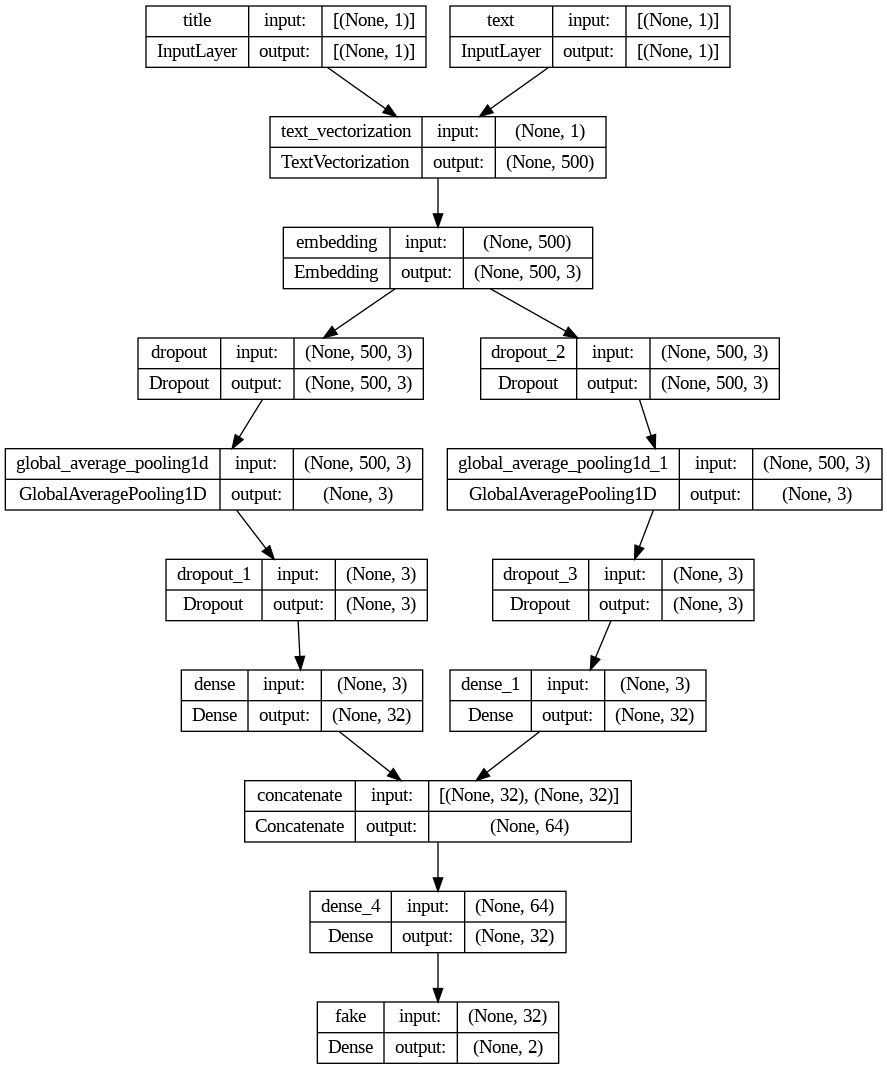 title input: [(None, 1)]
InputLayer output: [(None, 1)]
text input: [(None, 1)]
InputLayer output: [(None, 1)]
text_vectorization input: (None, 1)
TextVectorization output: (None, 500)
embedding input: (None, 500)
Embedding output: (None, 500, 3)
dropout input: (None, 500, 3)
Dropout output: (None, 500, 3)
dropout_2 input: (None, 500, 3)
Dropout output: (None, 500, 3)
global_average_pooling1d input: (None, 500, 3)
GlobalAveragePooling1D output: (None, 3)
global_average_pooling1d_1 input: (None, 500, 3)
GlobalAveragePooling1D output: (None, 3)
dropout_1 input: (None, 3)
Dropout output: (None, 3)
dropout_3 input: (None, 3)
Dropout output: (None, 3)
dense input: (None, 3)
Dense output: (None, 32)
dense_1 input: (None, 3)
Dense output: (None, 32)
concatenate input: [(None, 32), (None, 32)]
Concatenate output: (None, 64)
dense_4 input: (None, 64)
Dense output: (None, 32)
fake input: (None, 32)
Dense output: (None, 2)